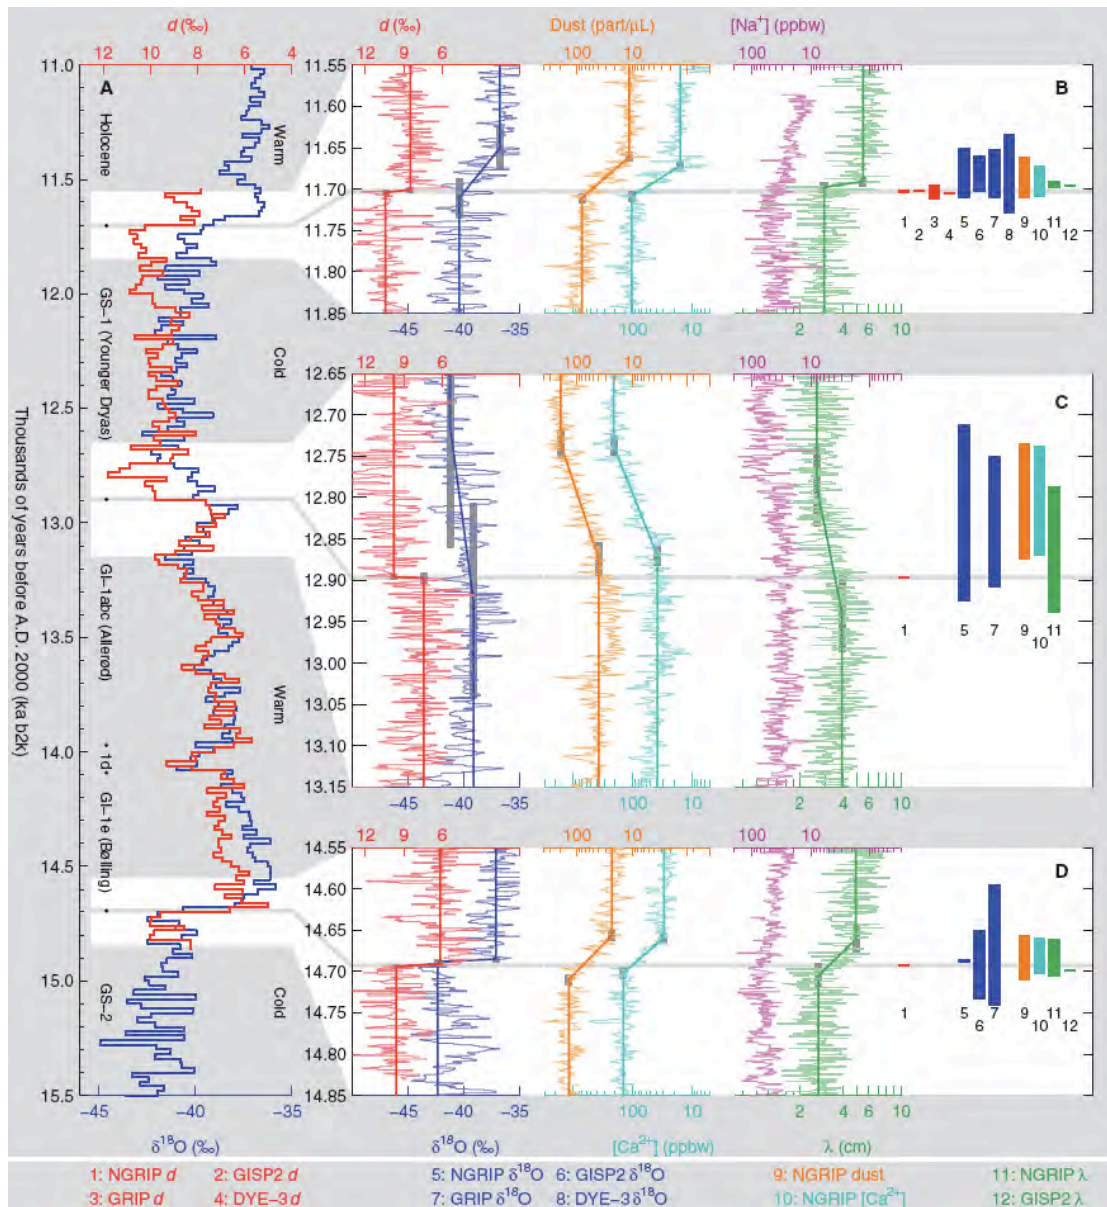 d (‰)
12 10 8 6 4
d (‰)
12 9 6
Dust (part/µL)
100 10
[Na⁺] (ppbw)
100 10
A
11.0
11.5
12.0
12.5
13.0
13.5
14.0
14.5
15.0
15.5
Thousands of years before A.D. 2000 (ka b2k)
Holocene
GS–1 (Younger Dryas)
GI–1abc (Allerød)
• 1d•
GI–1e (Bølling)
GS–2
Warm
Cold
Warm
Cold
−45 −40 −35
δ¹⁸O (‰)
B
11.55
11.60
11.65
11.70
11.75
11.80
11.85
1 2 3 4 5 6 7 8 9 10 11 12
−45 −40 −35
100 10
2 4 6 10
12 9 6
100 10
100 10
C
12.65
12.70
12.75
12.80
12.85
12.90
12.95
13.00
13.05
13.10
13.15
1 5 7 9 10 11
−45 −40 −35
100 10
2 4 6 10
12 9 6
100 10
100 10
D
14.55
14.60
14.65
14.70
14.75
14.80
14.85
1 5 6 7 9 10 11 12
−45 −40 −35
100 10
2 4 6 10
δ¹⁸O (‰)
[Ca²⁺] (ppbw)
λ (cm)
1: NGRIP d 2: GISP2 d 5: NGRIP δ¹⁸O 6: GISP2 δ¹⁸O 9: NGRIP dust 11: NGRIP λ
3: GRIP d 4: DYE–3 d 7: GRIP δ¹⁸O 8: DYE–3 δ¹⁸O 10: NGRIP [Ca²⁺] 12: GISP2 λ